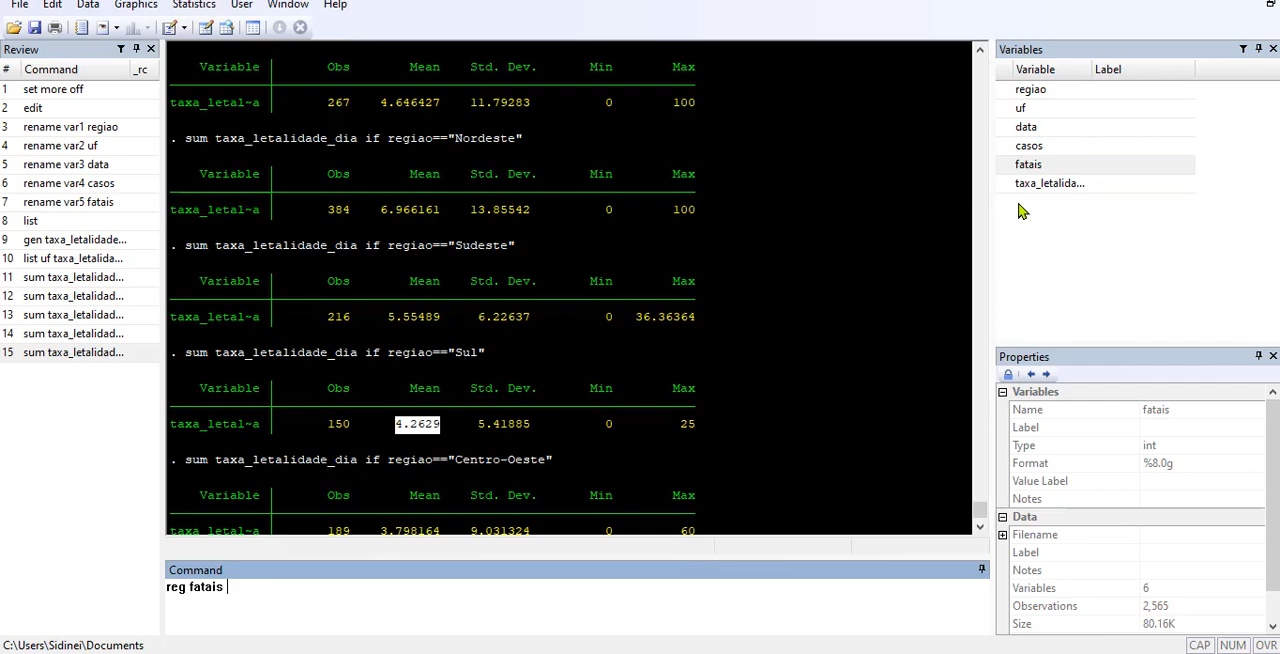 File Edit Data Graphics Statistics User Window Help
Review
# Command _rc
1 set more off
2 edit
3 rename var1 regiao
4 rename var2 uf
5 rename var3 data
6 rename var4 casos
7 rename var5 fatais
8 list
9 gen taxa_letalidade...
10 list uf taxa_letalida...
11 sum taxa_letalidad...
12 sum taxa_letalidad...
13 sum taxa_letalidad...
14 sum taxa_letalidad...
15 sum taxa_letalidad...
Variable Obs Mean Std. Dev. Min Max
taxa_letal~a 267 4.646427 11.79283 0 100
. sum taxa_letalidade_dia if regiao=="Nordeste"
Variable Obs Mean Std. Dev. Min Max
taxa_letal~a 384 6.966161 13.85542 0 100
. sum taxa_letalidade_dia if regiao=="Sudeste"
Variable Obs Mean Std. Dev. Min Max
taxa_letal~a 216 5.55489 6.22637 0 36.36364
. sum taxa_letalidade_dia if regiao=="Sul"
Variable Obs Mean Std. Dev. Min Max
taxa_letal~a 150 4.2629 5.41885 0 25
. sum taxa_letalidade_dia if regiao=="Centro-Oeste"
Variable Obs Mean Std. Dev. Min Max
taxa_letal~a 189 3.798164 9.031324 0 60
Command
reg fatais
Variables
Variable Label
regiao
uf
data
casos
fatais
taxa_letalida...
Properties
Variables
Name fatais
Label
Type int
Format %8.0g
Value Label
Notes
Data
Filename
Label
Notes
Variables 6
Observations 2,565
Size 80.16K
C:\Users\Sidinei\Documents
CAP NUM OVR